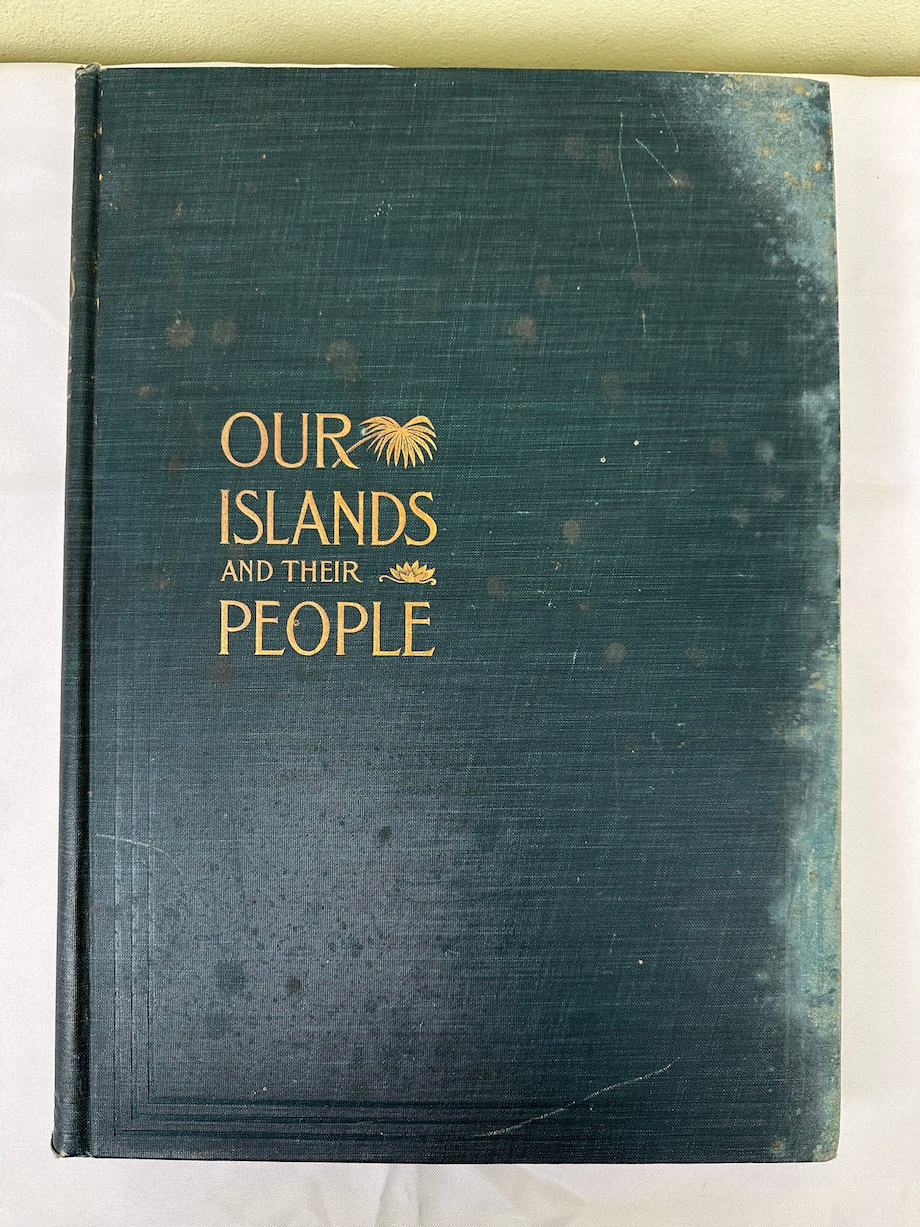 OUR
ISLANDS
AND THEIR
PEOPLE